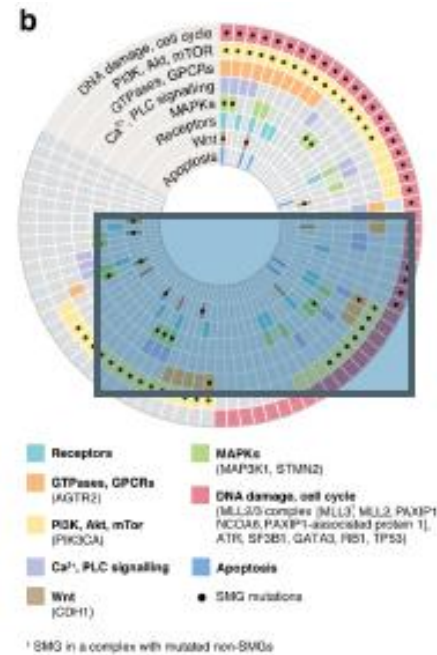 b
DNA damage, cell cycle
PI3K, Akt, mTOR
GTPases, GPCRs
Ca²⁺, PLC signalling
MAPKs
Receptors
Wnt
Apoptosis
Receptors
GTPases, GPCRs
(AGTR2)
PI3K, Akt, mTor
(PIK3CA)
Ca²⁺, PLC signalling
Wnt
(CDH1)
MAPKs
(MAP3K1, STMN2)
DNA damage, cell cycle
(MLL2/3 complex [MLL3¹, MLL2, PAXIP1
NCOA6, PAXIP1-associated protein 1],
ATR, SF3B1, GATA3, RB1, TP53)
Apoptosis
SMG mutations
¹ SMG in a complex with mutated non-SMGs